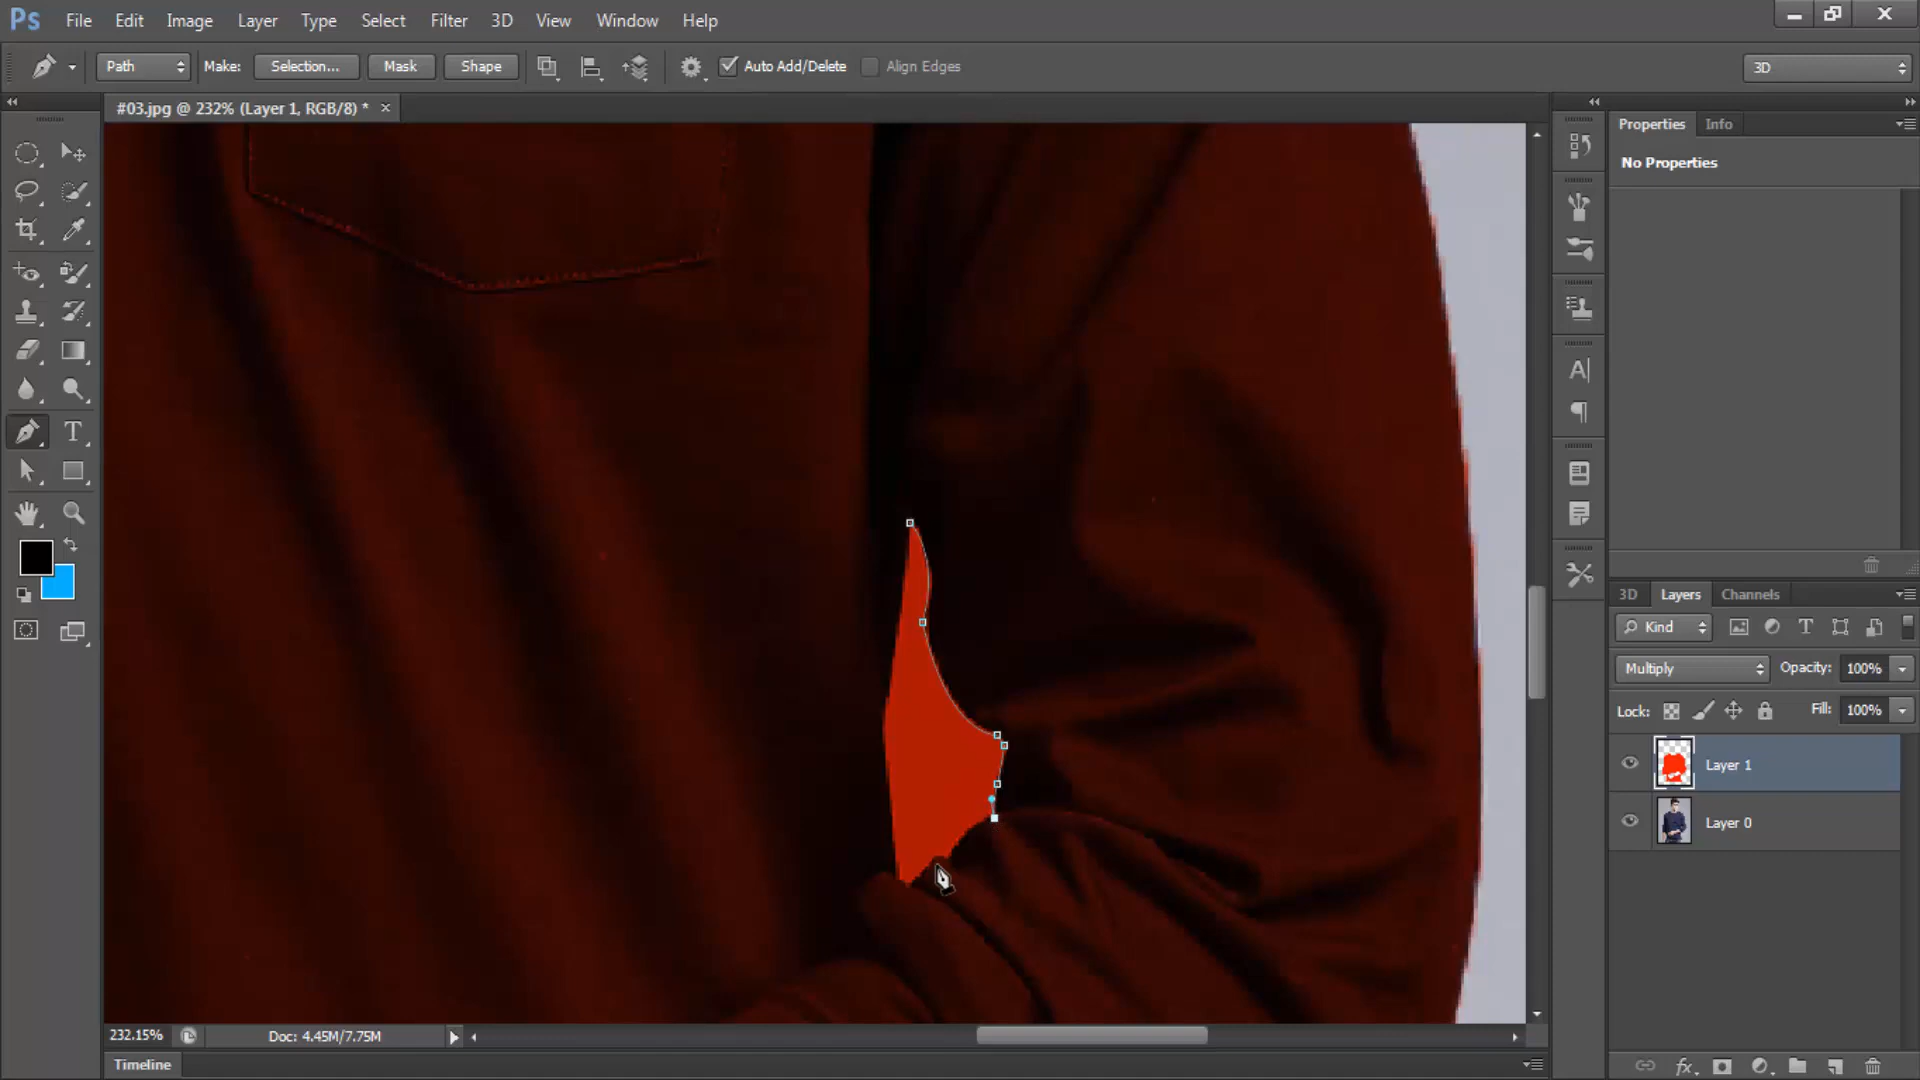 Ps File Edit Image Layer Type Select Filter 3D View Window Help
Path Make: Selection... Mask Shape Auto Add/Delete Align Edges 3D
#03.jpg @ 232% (Layer 1, RGB/8) *
Properties Info
No Properties
3D Layers Channels
Kind
Multiply Opacity: 100%
Lock: Fill: 100%
Layer 1
Layer 0
232.15% Doc: 4.45M/7.75M
Timeline